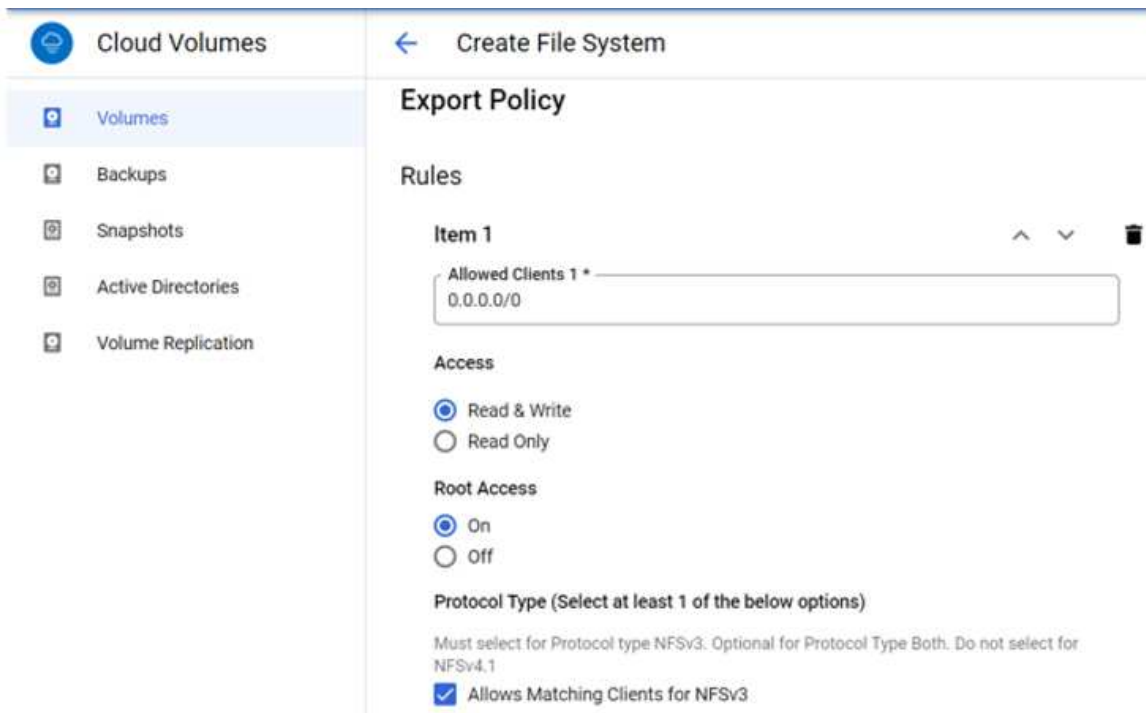 Cloud Volumes
Create File System
Volumes
Backups
Snapshots
Active Directories
Volume Replication
Export Policy
Rules
Item 1
Allowed Clients 1 *
0.0.0.0/0
Access
Read & Write
Read Only
Root Access
On
Off
Protocol Type (Select at least 1 of the below options)
Must select for Protocol type NFSv3. Optional for Protocol Type Both. Do not select for
NFSv4.1
Allows Matching Clients for NFSv3